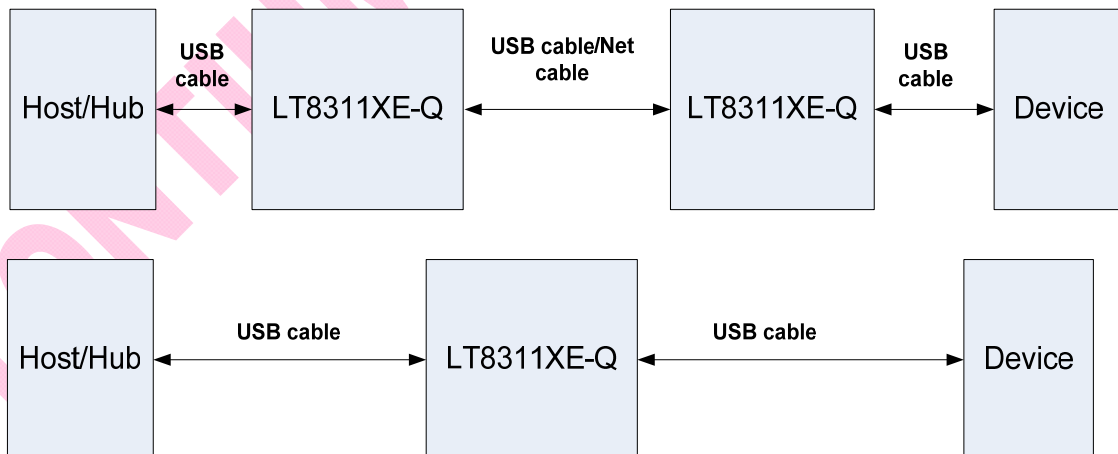 USB
cable
USB cable/Net
cable
USB
cable
Host/Hub
LT8311XE-Q
LT8311XE-Q
Device
USB cable
USB cable
Host/Hub
LT8311XE-Q
Device